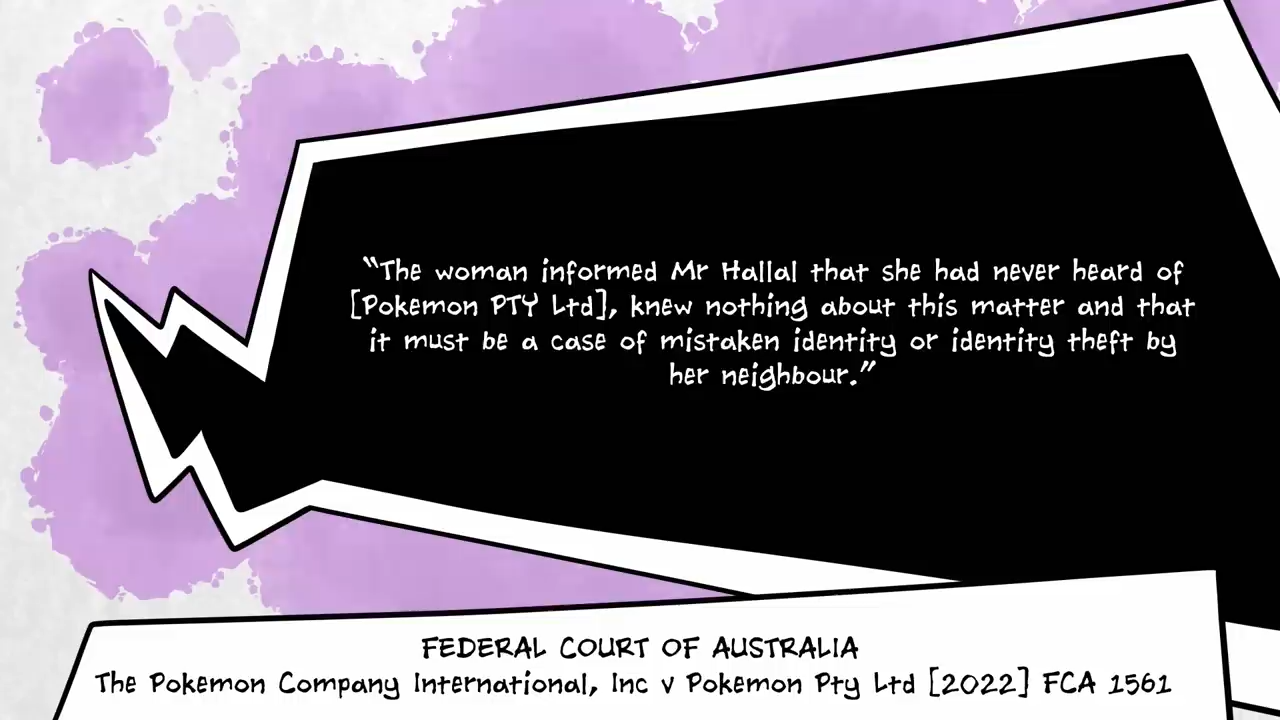 “The woman informed Mr Hallal that she had never heard of
[Pokemon PTY Ltd], knew nothing about this matter and that
it must be a case of mistaken identity or identity theft by
her neighbour.”
FEDERAL COURT OF AUSTRALIA
The Pokemon Company International, Inc v Pokemon Pty Ltd [2022] FCA 1561